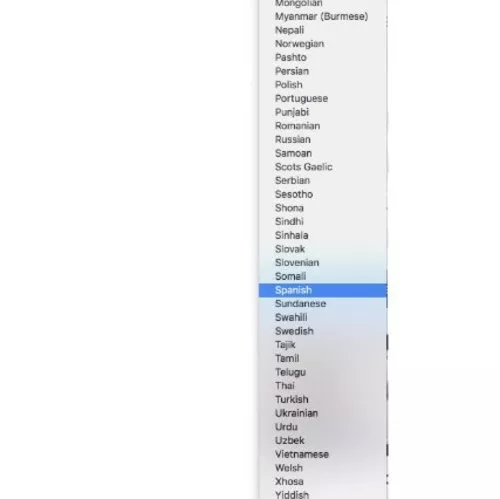 Mongolian
Myanmar (Burmese)
Nepali
Norwegian
Pashto
Persian
Polish
Portuguese
Punjabi
Romanian
Russian
Samoan
Scots Gaelic
Serbian
Sesotho
Shona
Sindhi
Sinhala
Slovak
Slovenian
Somali
Spanish
Sundanese
Swahili
Swedish
Tajik
Tamil
Telugu
Thai
Turkish
Ukrainian
Urdu
Uzbek
Vietnamese
Welsh
Xhosa
Yiddish